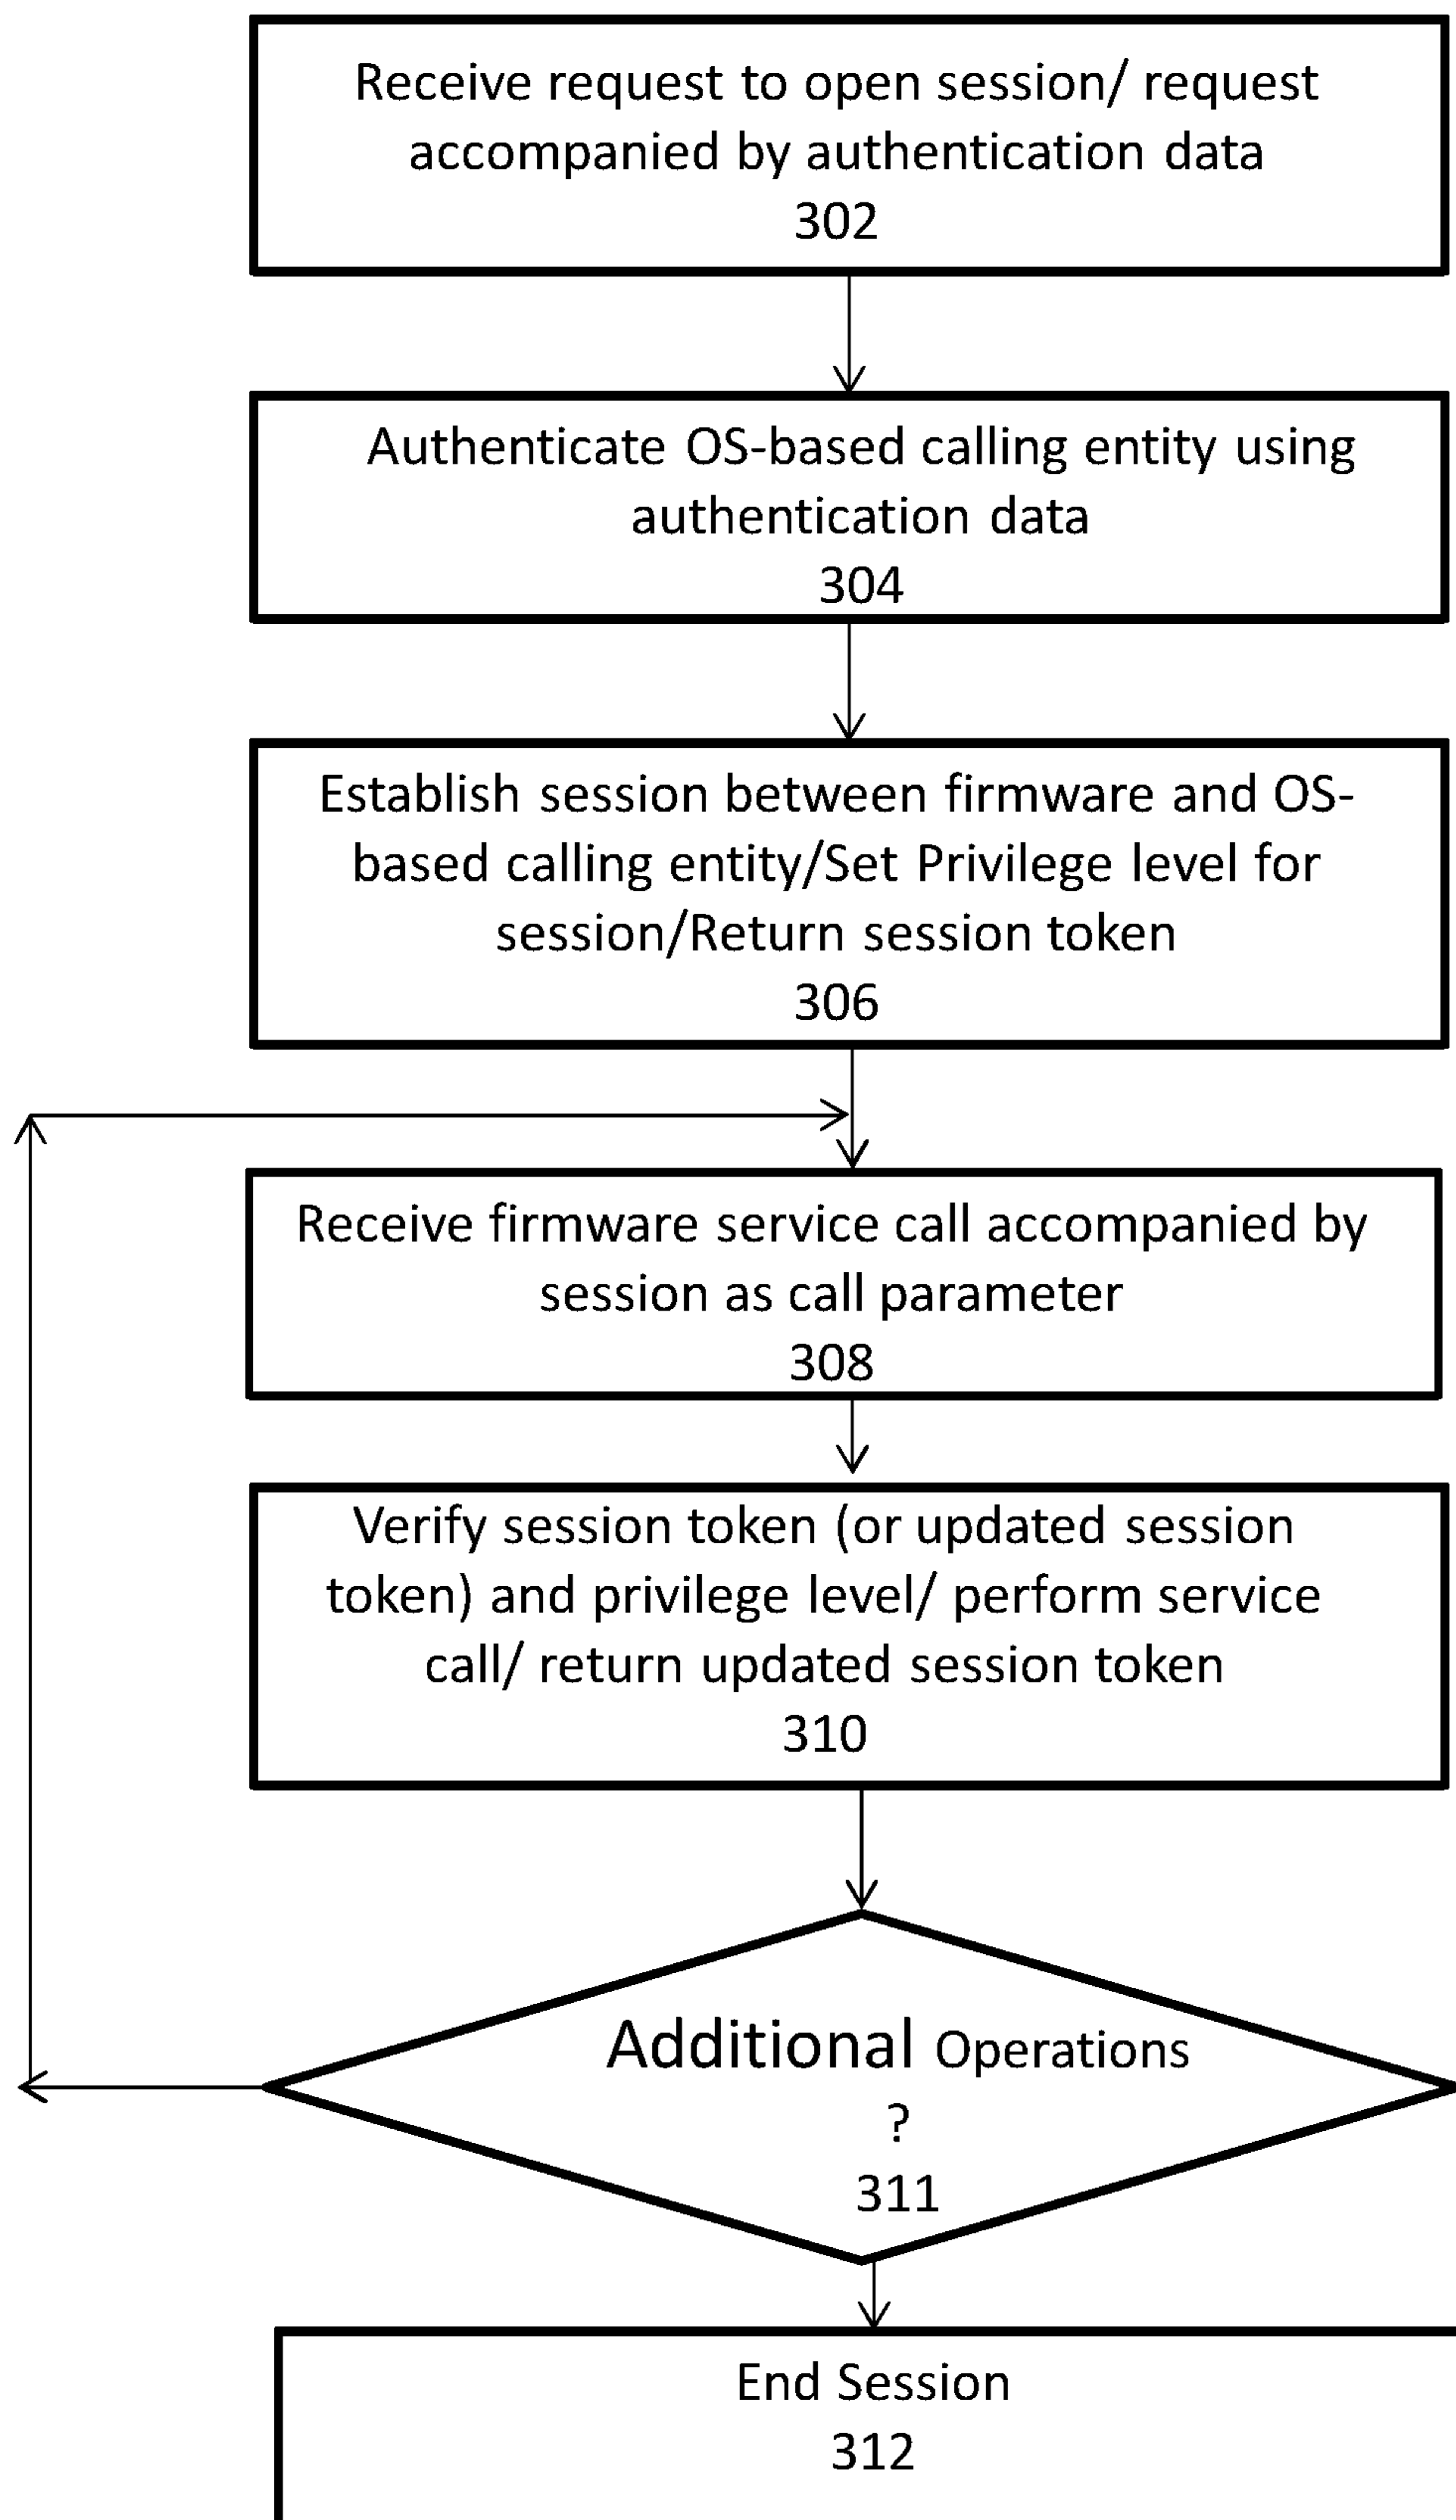 Receive request to open session/ request
accompanied by authentication data
302
Authenticate OS-based calling entity using
authentication data
304
Establish session between firmware and OS-
based calling entity/Set Privilege level for
session/Return session token
306
Receive firmware service call accompanied by
session as call parameter
308
Verify session token (or updated session
token) and privilege level/ perform service
call/ return updated session token
310
Additional Operations
?
311
End Session
312